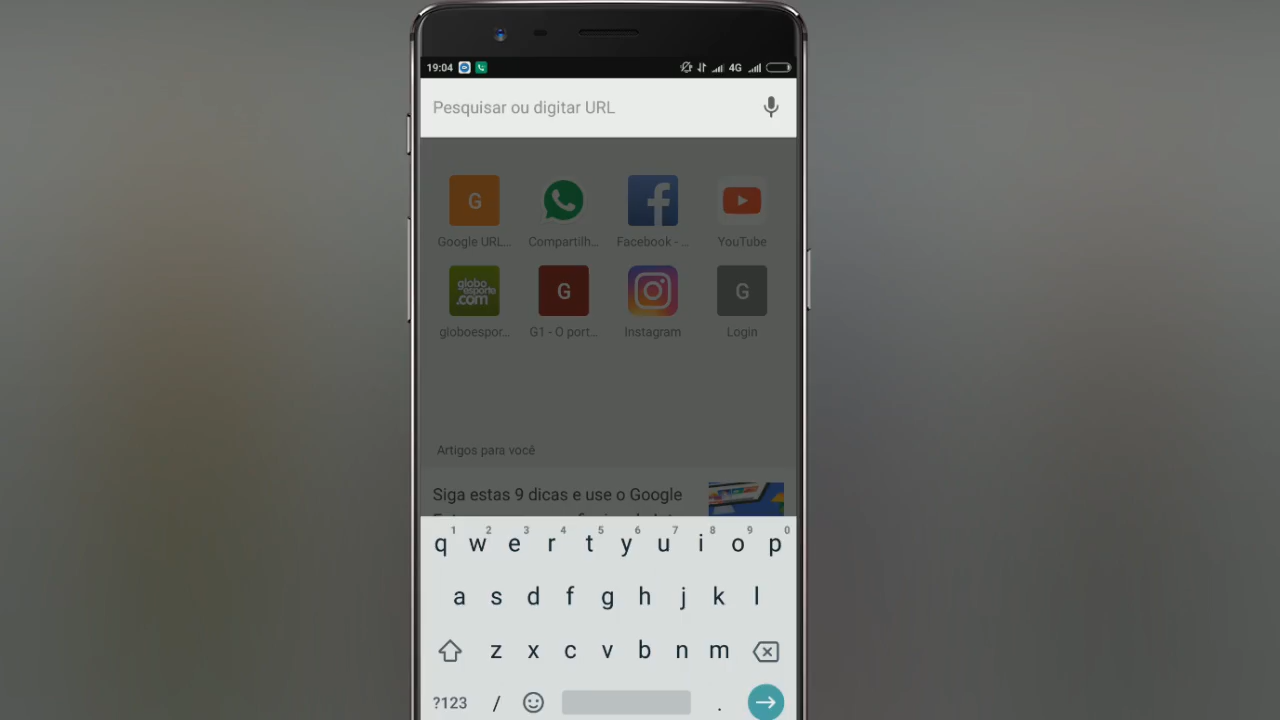 19:04
4G
Pesquisar ou digitar URL
G
Google URL...
Compartilh...
Facebook - ...
YouTube
globo
esporte
.com
G
G
globoespor...
G1 - O port...
Instagram
Login
Artigos para você
Siga estas 9 dicas e use o Google
1 2 3 4 5 6 7 8 9 0
q w e r t y u i o p
a s d f g h j k l
z x c v b n m
?123 / .